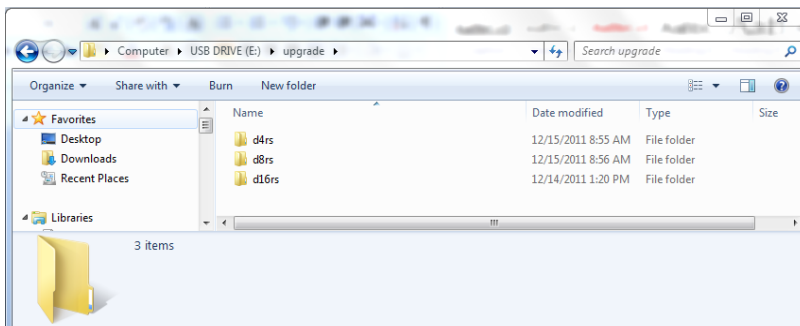 Computer ▸ USB DRIVE (E:) ▸ upgrade ▸ Search upgrade
Organize ▾ Share with ▾ Burn New folder
Favorites
Desktop
Downloads
Recent Places
Libraries
Name Date modified Type Size
d4rs 12/15/2011 8:55 AM File folder
d8rs 12/15/2011 8:56 AM File folder
d16rs 12/14/2011 1:20 PM File folder
3 items